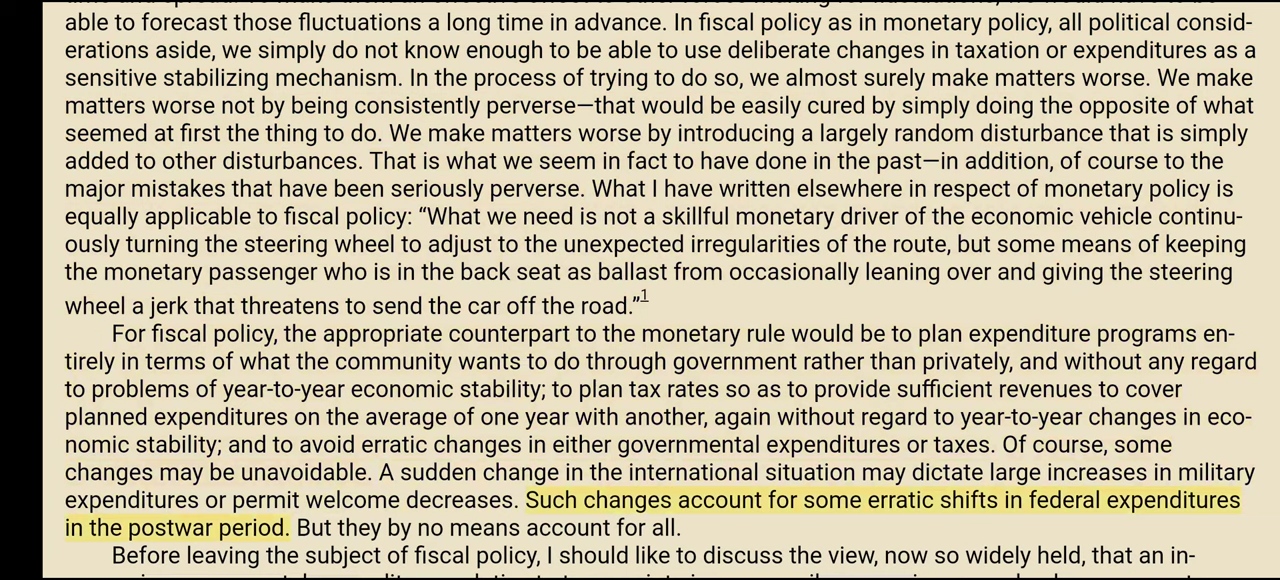 able to forecast those fluctuations a long time in advance. In fiscal policy as in monetary policy, all political consid-
erations aside, we simply do not know enough to be able to use deliberate changes in taxation or expenditures as a
sensitive stabilizing mechanism. In the process of trying to do so, we almost surely make matters worse. We make
matters worse not by being consistently perverse—that would be easily cured by simply doing the opposite of what
seemed at first the thing to do. We make matters worse by introducing a largely random disturbance that is simply
added to other disturbances. That is what we seem in fact to have done in the past—in addition, of course to the
major mistakes that have been seriously perverse. What I have written elsewhere in respect of monetary policy is
equally applicable to fiscal policy: “What we need is not a skillful monetary driver of the economic vehicle continu-
ously turning the steering wheel to adjust to the unexpected irregularities of the route, but some means of keeping
the monetary passenger who is in the back seat as ballast from occasionally leaning over and giving the steering
wheel a jerk that threatens to send the car off the road.”1
For fiscal policy, the appropriate counterpart to the monetary rule would be to plan expenditure programs en-
tirely in terms of what the community wants to do through government rather than privately, and without any regard
to problems of year-to-year economic stability; to plan tax rates so as to provide sufficient revenues to cover
planned expenditures on the average of one year with another, again without regard to year-to-year changes in eco-
nomic stability; and to avoid erratic changes in either governmental expenditures or taxes. Of course, some
changes may be unavoidable. A sudden change in the international situation may dictate large increases in military
expenditures or permit welcome decreases. Such changes account for some erratic shifts in federal expenditures
in the postwar period. But they by no means account for all.
Before leaving the subject of fiscal policy, I should like to discuss the view, now so widely held, that an in-